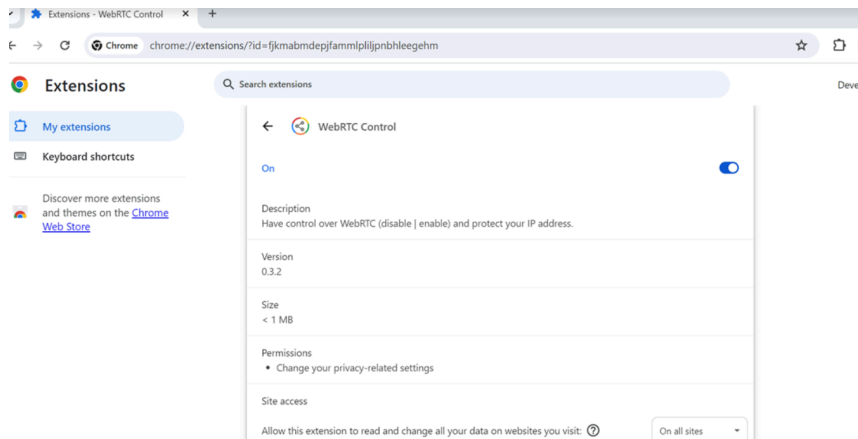 Extensions - WebRTC Control
Chrome chrome://extensions/?id=fjkmabmdepjfammlpliljpnbhleegehm
Extensions
Search extensions
Deve
My extensions
Keyboard shortcuts
Discover more extensions
and themes on the Chrome
Web Store
WebRTC Control
On
Description
Have control over WebRTC (disable | enable) and protect your IP address.
Version
0.3.2
Size
< 1 MB
Permissions
• Change your privacy-related settings
Site access
Allow this extension to read and change all your data on websites you visit:
On all sites